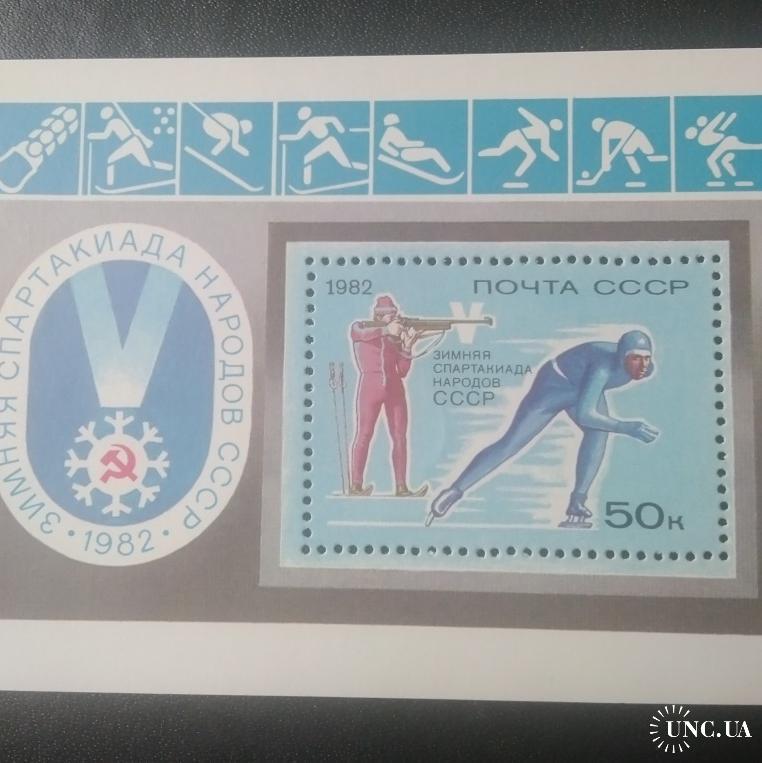 ЗИМНЯЯ СПАРТАКИАДА НАРОДОВ СССР
· 1982 ·
V
1982 ПОЧТА СССР
V
ЗИМНЯЯ
СПАРТАКИАДА
НАРОДОВ
СССР
50к
UNC.UA